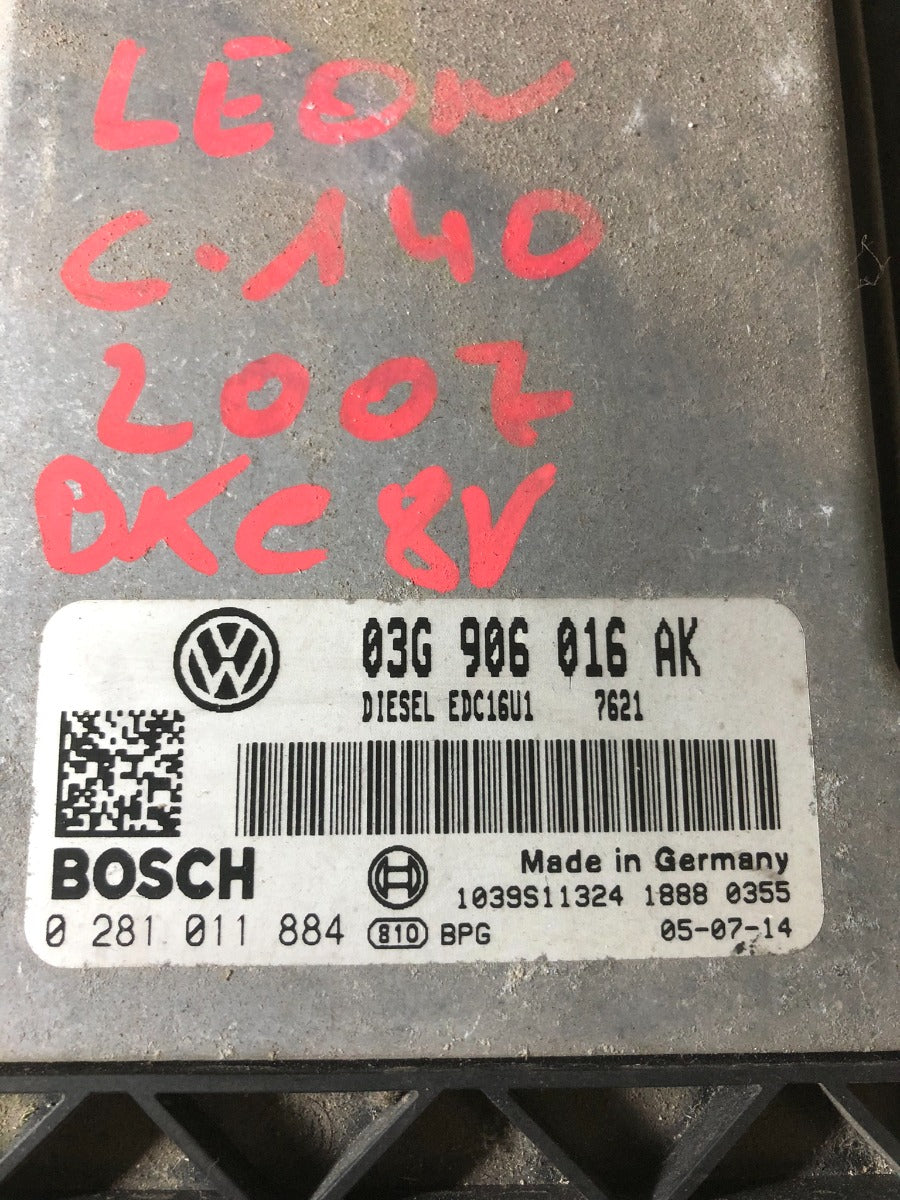 LEON
C.140
2007
BKC 8V
03G 906 016 AK
DIESEL EDC16U1 7621
BOSCH
Made in Germany
1039S11324 1888 0355
0 281 011 884 810 BPG 05-07-14